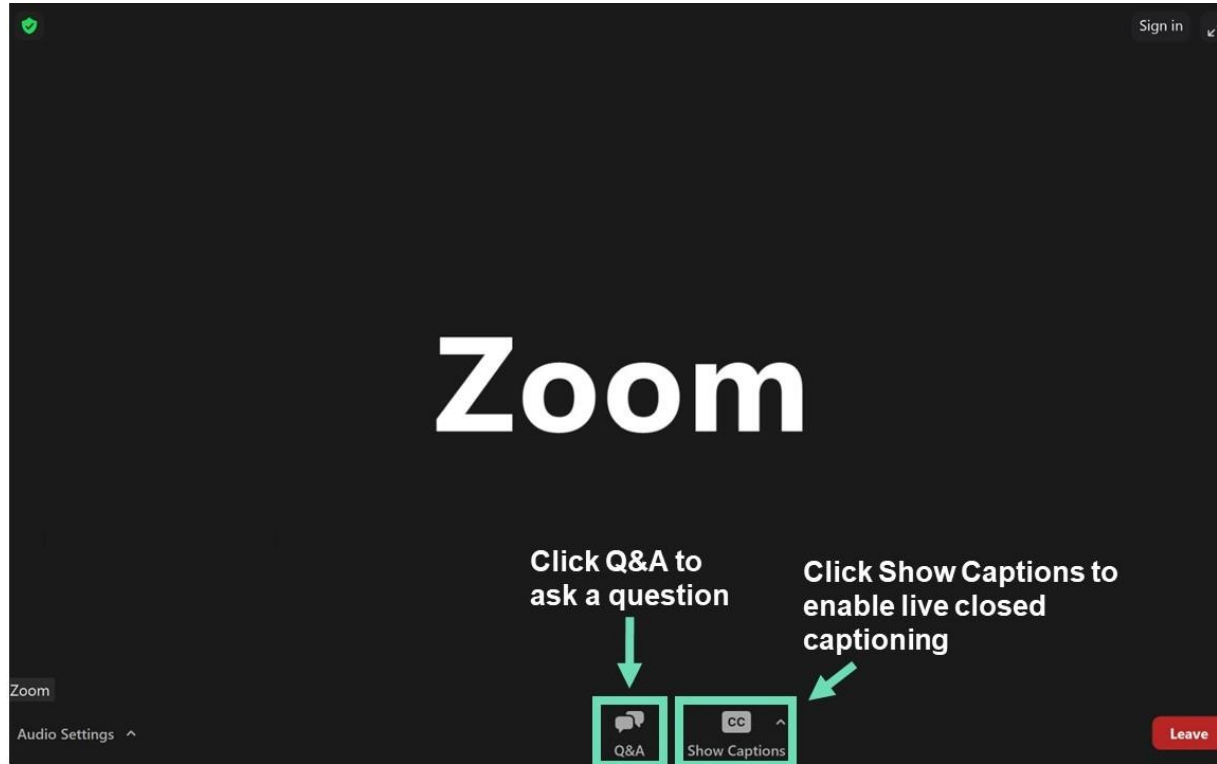 Sign in
Zoom
Click Q&A to
ask a question
Click Show Captions to
enable live closed
captioning
Zoom
Audio Settings
Q&A
CC
Show Captions
Leave